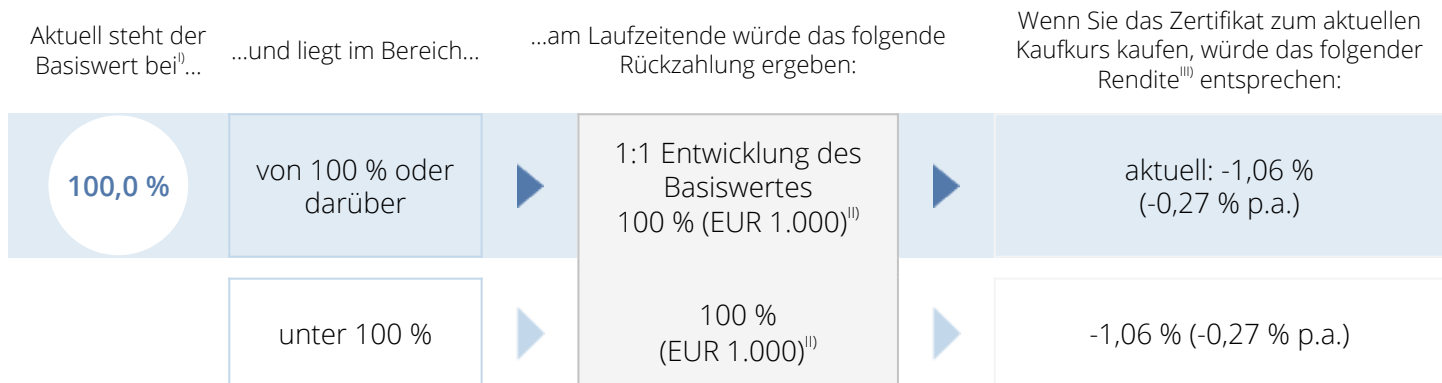 Aktuell steht der
Basiswert bei I)...
...und liegt im Bereich...
...am Laufzeitende würde das folgende
Rückzahlung ergeben:
Wenn Sie das Zertifikat zum aktuellen
Kaufkurs kaufen, würde das folgender
Rendite III) entsprechen:
100,0 %
von 100 % oder
darüber
1:1 Entwicklung des
Basiswertes
100 % (EUR 1.000) II)
aktuell: -1,06 %
(-0,27 % p.a.)
unter 100 %
100 %
(EUR 1.000) II)
-1,06 % (-0,27 % p.a.)